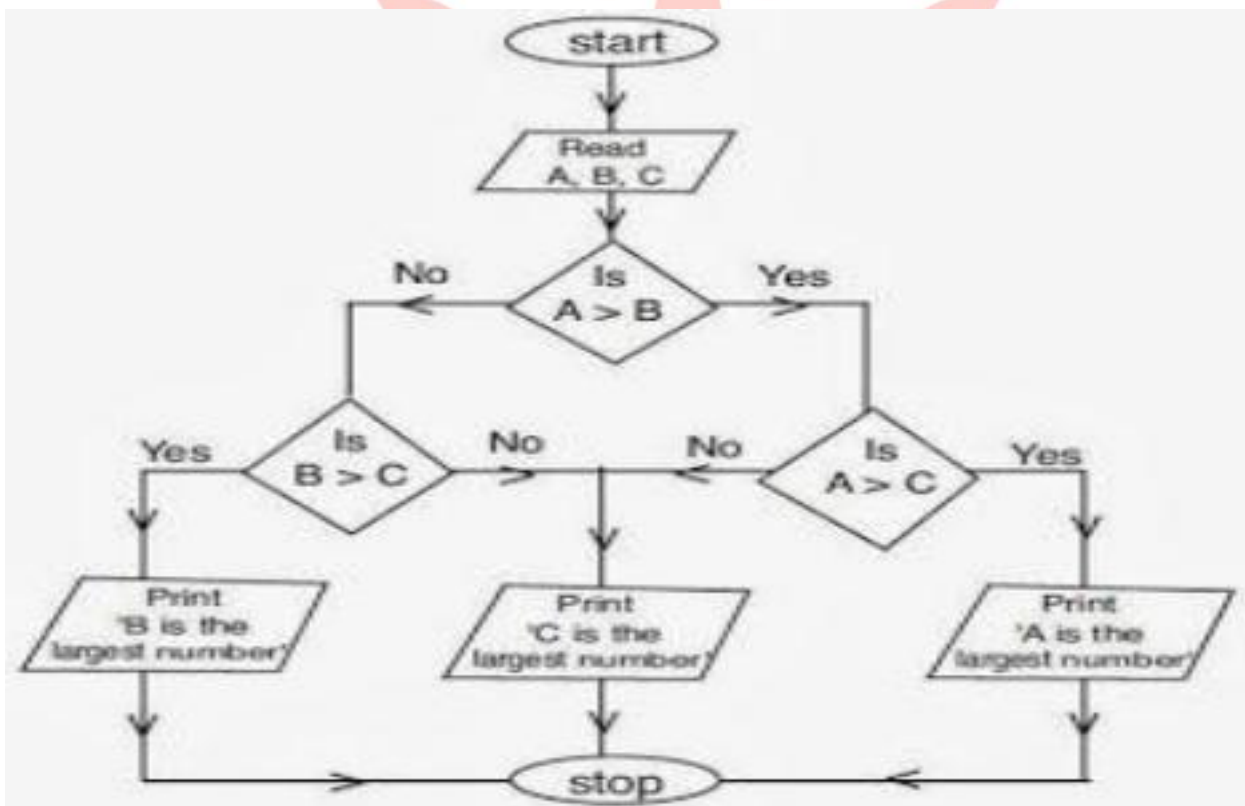 start
Read
A, B, C
No
Is
A > B
Yes
Yes
Is
B > C
No
No
Is
A > C
Yes
Print
'B is the
largest number'
Print
'C is the
largest number'
Print
'A is the
largest number'
stop